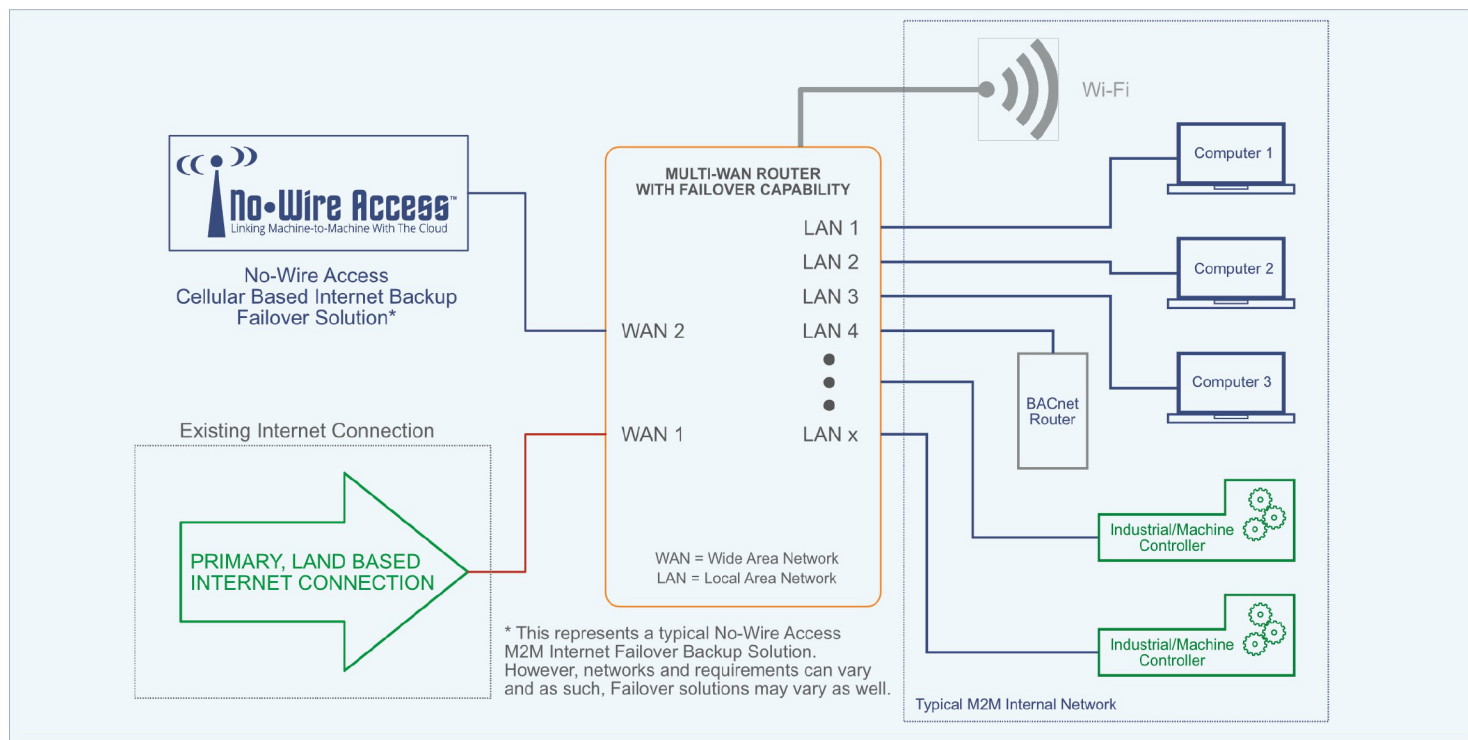 Wi-Fi
No•Wire Access™
Linking Machine-to-Machine With The Cloud
No-Wire Access
Cellular Based Internet Backup
Failover Solution*
Existing Internet Connection
PRIMARY, LAND BASED
INTERNET CONNECTION
MULTI-WAN ROUTER
WITH FAILOVER CAPABILITY
LAN 1
LAN 2
LAN 3
WAN 2
LAN 4
WAN 1
LAN x
WAN = Wide Area Network
LAN = Local Area Network
* This represents a typical No-Wire Access
M2M Internet Failover Backup Solution.
However, networks and requirements can vary
and as such, Failover solutions may vary as well.
Computer 1
Computer 2
Computer 3
BACnet
Router
Industrial/Machine
Controller
Industrial/Machine
Controller
Typical M2M Internal Network